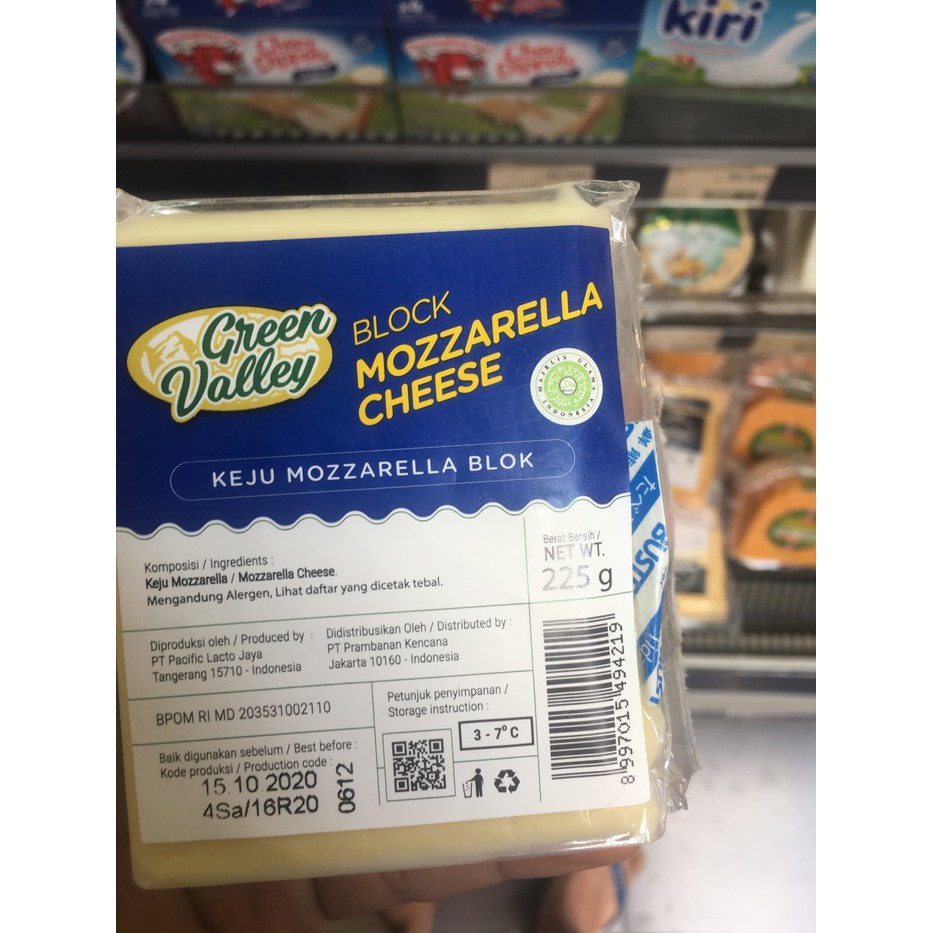 kiri
Green
Valley
BLOCK
MOZZARELLA
CHEESE
MAJELIS ULAMA
INDONESIA
KEJU MOZZARELLA BLOK
Komposisi / Ingredients :
Keju Mozzarella / Mozzarella Cheese.
Mengandung Alergen, Lihat daftar yang dicetak tebal.
Berat Bersih /
NET WT.
225 g
Diproduksi oleh / Produced by :
PT Pacific Lacto Jaya
Tangerang 15710 - Indonesia
Didistribusikan Oleh / Distributed by :
PT Prambanan Kencana
Jakarta 10160 - Indonesia
BPOM RI MD 203531002110
Petunjuk penyimpanan /
Storage instruction :
3 - 7° C
Baik digunakan sebelum / Best before :
Kode produksi / Production code :
15.10.2020
4Sa/16R20
0612
8 997015 494219